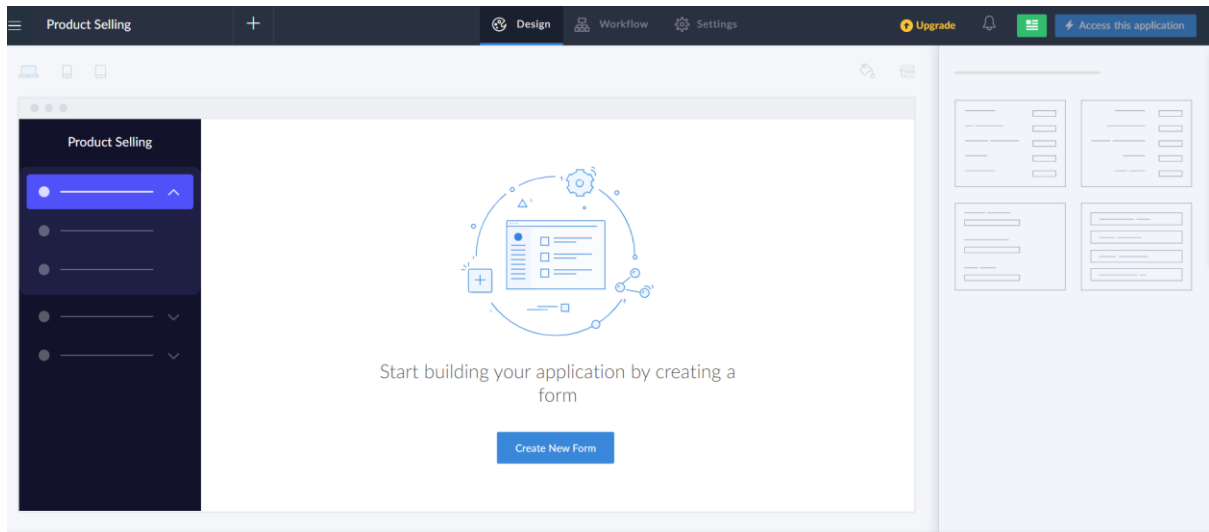 Product Selling
Design
Workflow
Settings
Upgrade
Access this application
Product Selling
Start building your application by creating a
form
Create New Form